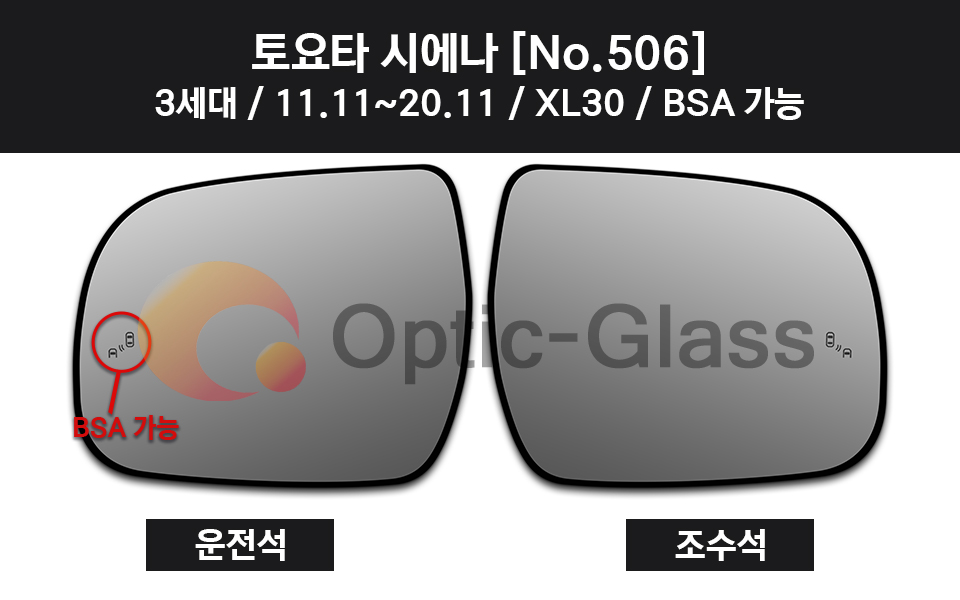 토요타 시에나 [No.506]
3세대 / 11.11~20.11 / XL30 / BSA 가능
Optic-Glass
BSA 가능
운전석
조수석